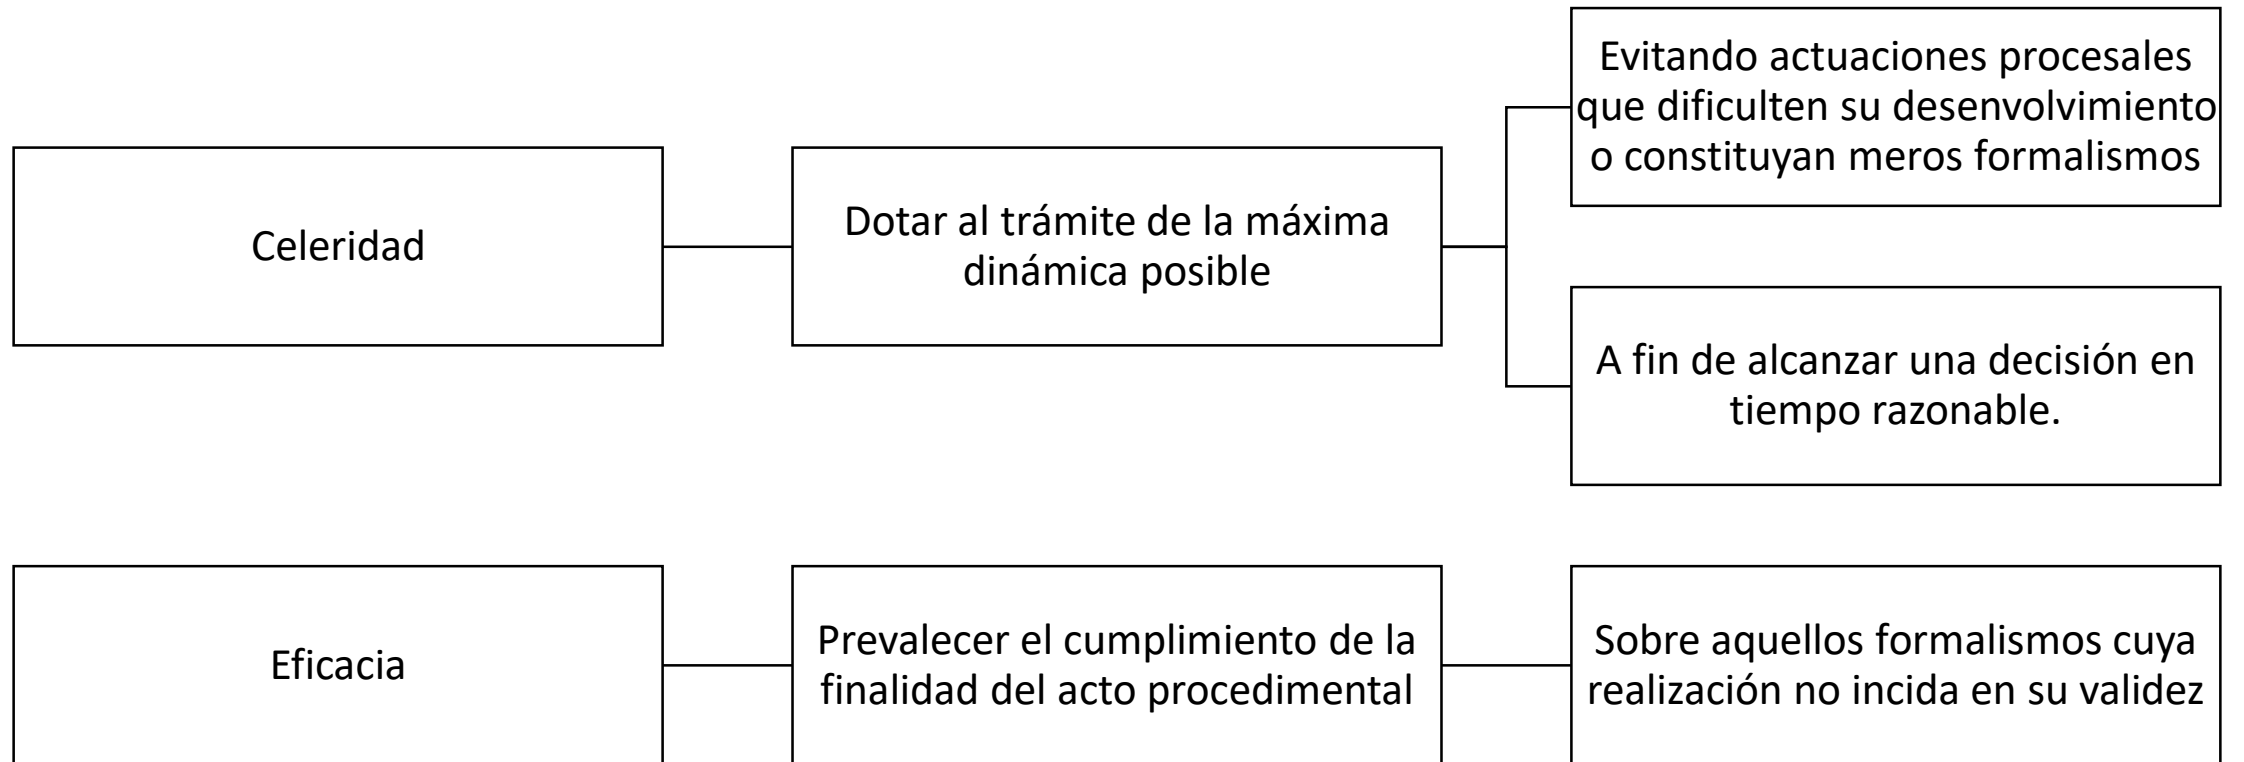 Celeridad
Dotar al trámite de la máxima
dinámica posible
Evitando actuaciones procesales
que dificulten su desenvolvimiento
o constituyan meros formalismos
A fin de alcanzar una decisión en
tiempo razonable.
Eficacia
Prevalecer el cumplimiento de la
finalidad del acto procedimental
Sobre aquellos formalismos cuya
realización no incida en su validez